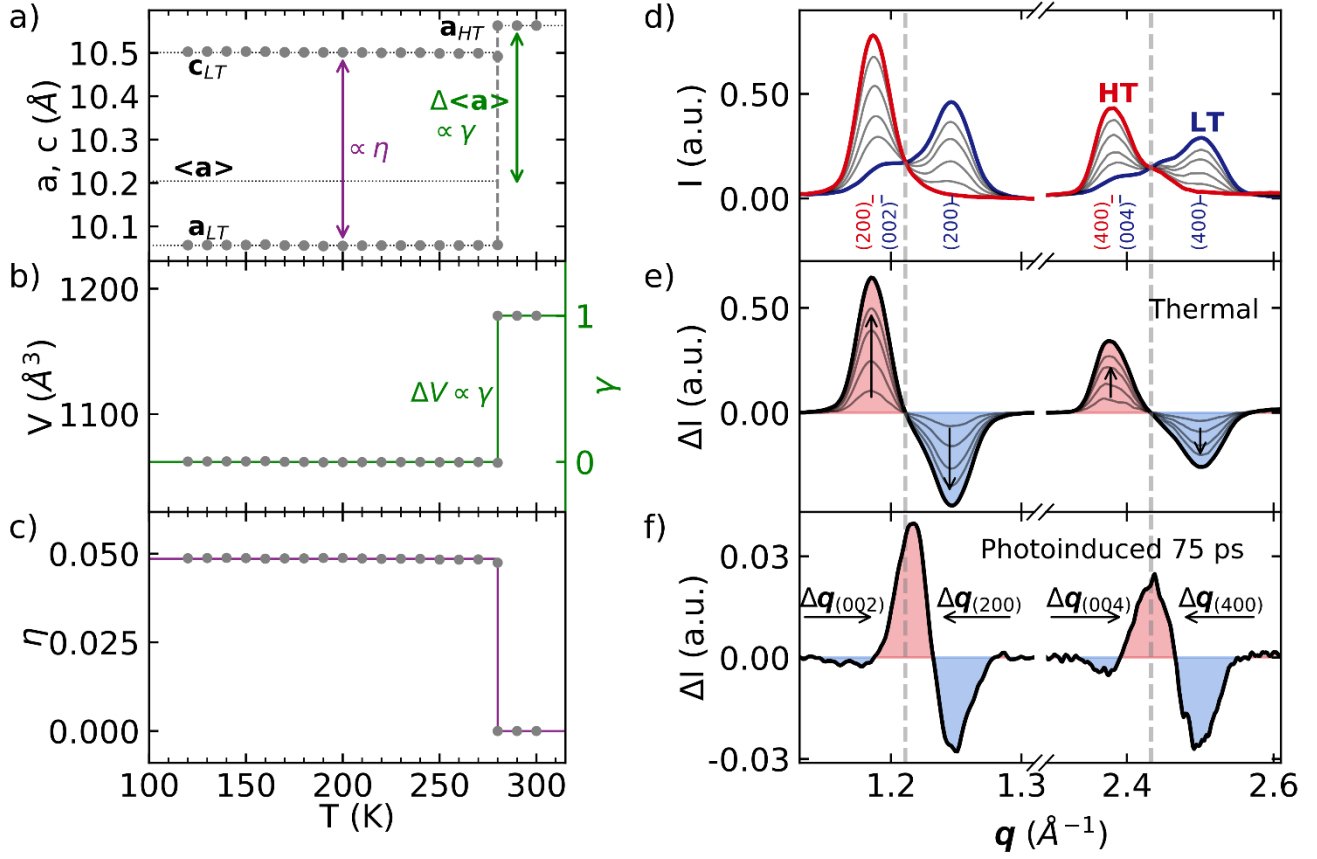 a)
a, c (Å)
10.5
10.4
10.3
10.2
10.1
a_HT
c_LT
Δ<a>
∝ γ
∝ η
<a>
a_LT
b)
V (Å³)
1200
1100
ΔV ∝ γ
1
0
γ
c)
η
0.050
0.025
0.000
100 150 200 250 300
T (K)
d)
I (a.u.)
0.50
0.00
HT
LT
(200)
(002)
(200)
(400)
(004)
(400)
e)
ΔI (a.u.)
0.50
0.00
Thermal
f)
ΔI (a.u.)
0.03
0.00
-0.03
Photoinduced 75 ps
Δq(002)
Δq(200)
Δq(004)
Δq(400)
1.2 1.3 2.4 2.6
q (Å⁻¹)